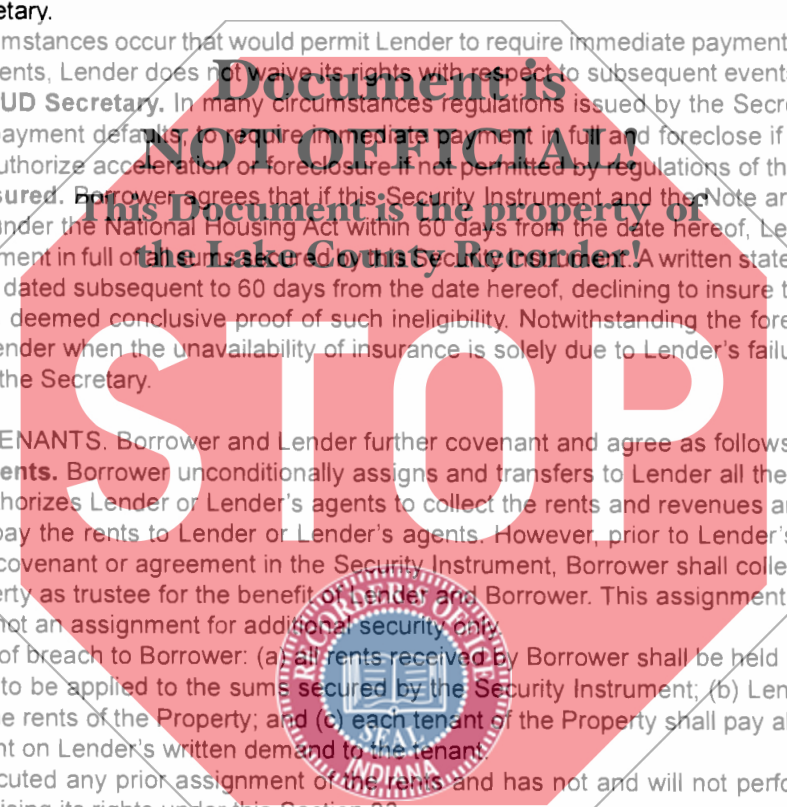 etary.
mstances occur that would permit Lender to require immediate payment
ents, Lender does not waive its rights with respect to subsequent event
Document is
UD Secretary. In many circumstances regulations issued by the Secr
payment defaults, to require immediate payment in full and foreclose if
NOT OFFICIAL!
uthorize acceleration or foreclosure if not permitted by regulations of th
sured. Borrower agrees that if this Security Instrument and the Note ar
This Document is the property of
under the National Housing Act within 60 days from the date hereof, Le
ment in full of all sums secured by this Security Instrument. A written state
the Lake County Recorder!
dated subsequent to 60 days from the date hereof, declining to insure t
deemed conclusive proof of such ineligibility. Notwithstanding the fore
ender when the unavailability of insurance is solely due to Lender's failu
the Secretary.
STOP
ENANTS. Borrower and Lender further covenant and agree as follows
ents. Borrower unconditionally assigns and transfers to Lender all the
horizes Lender or Lender's agents to collect the rents and revenues a
pay the rents to Lender or Lender's agents. However, prior to Lender's
covenant or agreement in the Security Instrument, Borrower shall colle
erty as trustee for the benefit of Lender and Borrower. This assignment
not an assignment for additional security only.
of breach to Borrower: (a) all rents received by Borrower shall be held
to be applied to the sums secured by the Security Instrument; (b) Len
e rents of the Property; and (c) each tenant of the Property shall pay al
nt on Lender's written demand to the tenant.
cuted any prior assignment of the rents and has not and will not perfo
RECORDER'S OFFICE
SEAL
INDIANA